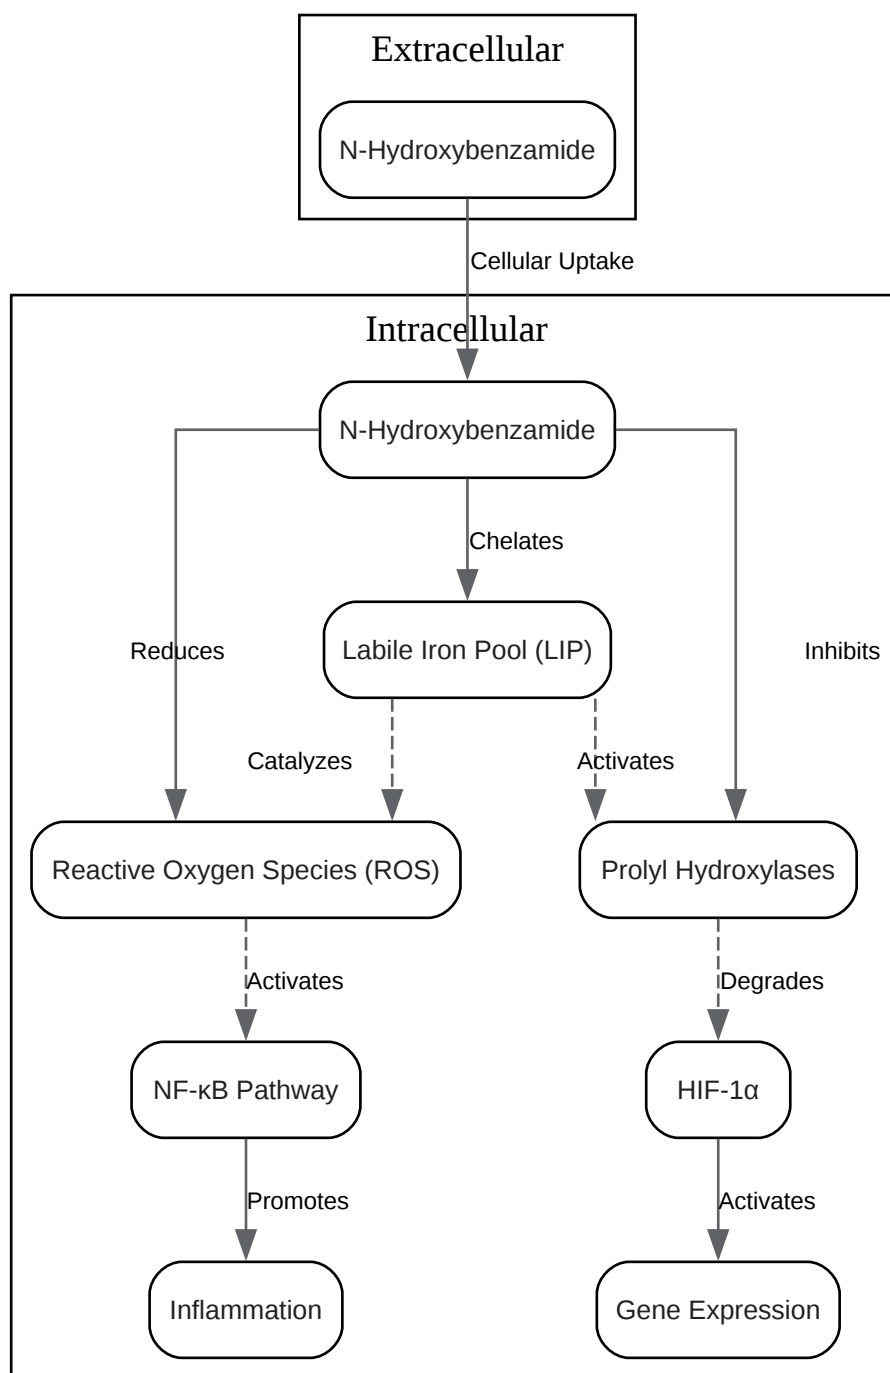 Extracellular
N-Hydroxybenzamide
Cellular Uptake
Intracellular
N-Hydroxybenzamide
Chelates
Reduces
Labile Iron Pool (LIP)
Inhibits
Catalyzes
Activates
Reactive Oxygen Species (ROS)
Prolyl Hydroxylases
Activates
Degrades
NF-κB Pathway
HIF-1α
Promotes
Activates
Inflammation
Gene Expression